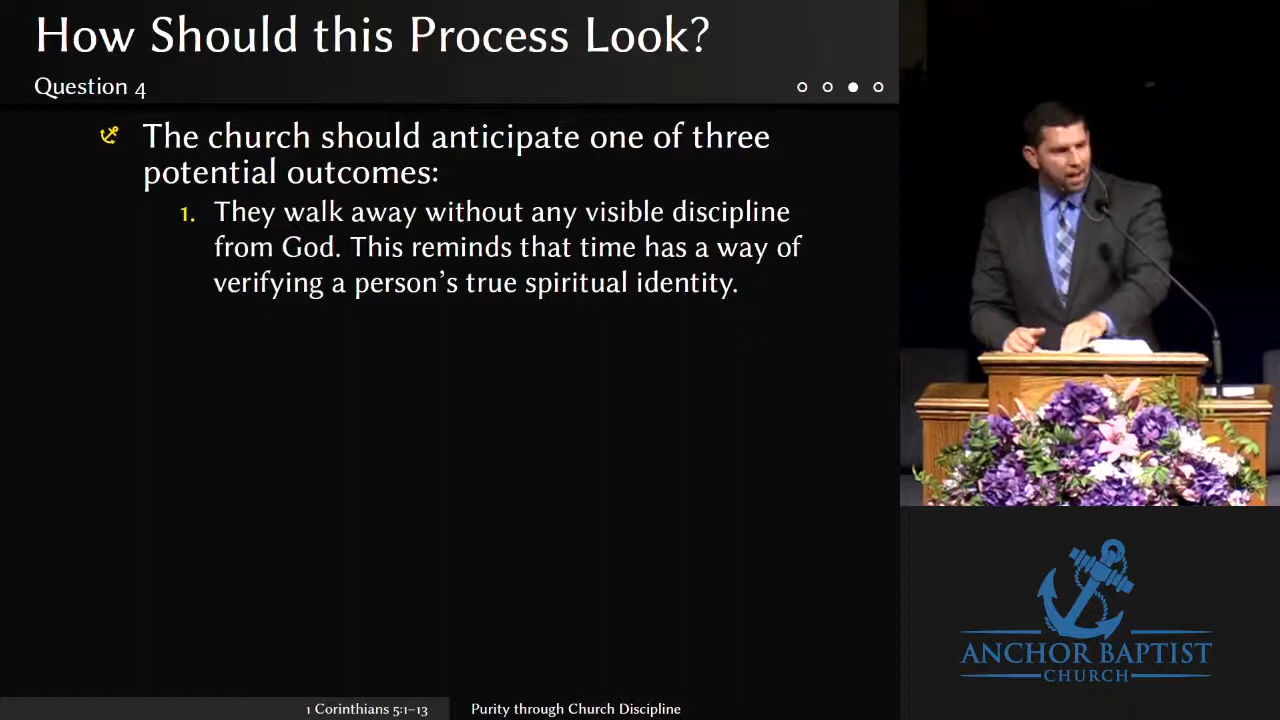 How Should this Process Look?
Question 4
The church should anticipate one of three
potential outcomes:
1. They walk away without any visible discipline
from God. This reminds that time has a way of
verifying a person’s true spiritual identity.
ANCHOR BAPTIST
CHURCH
1 Corinthians 5:1–13
Purity through Church Discipline